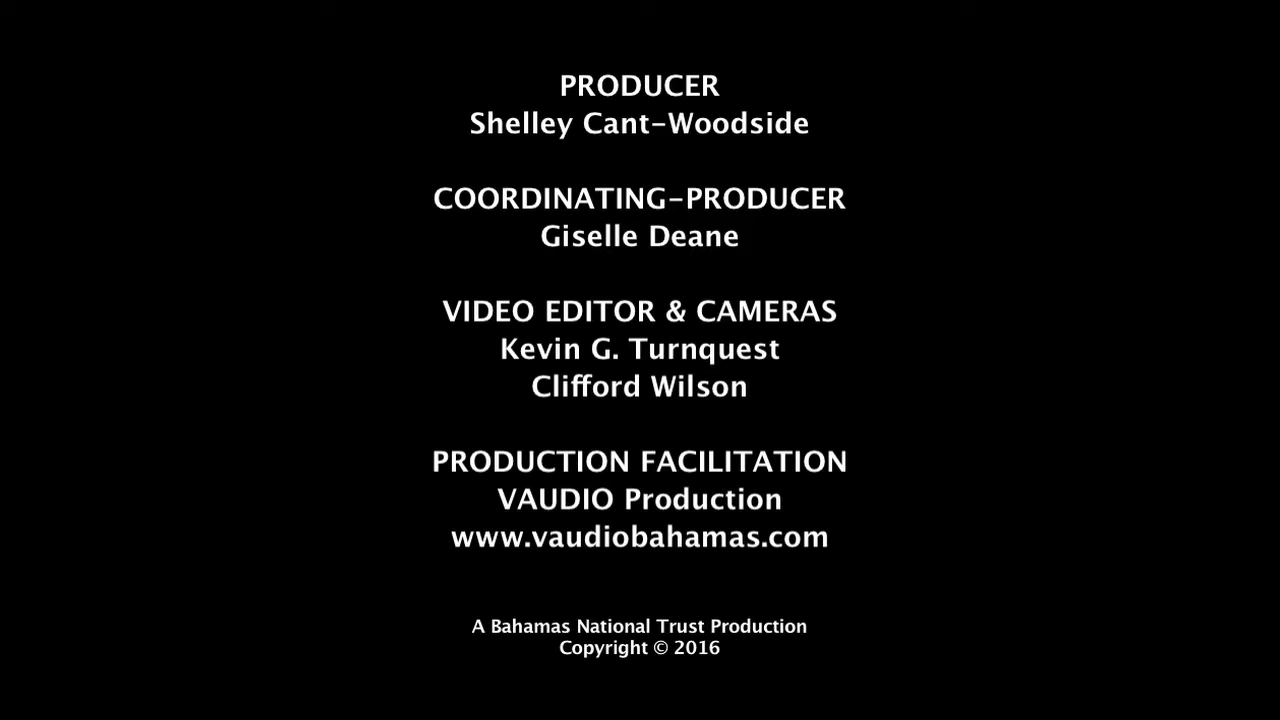 PRODUCER
Shelley Cant-Woodside
COORDINATING-PRODUCER
Giselle Deane
VIDEO EDITOR & CAMERAS
Kevin G. Turnquest
Clifford Wilson
PRODUCTION FACILITATION
VAUDIO Production
www.vaudiobahamas.com
A Bahamas National Trust Production
Copyright © 2016